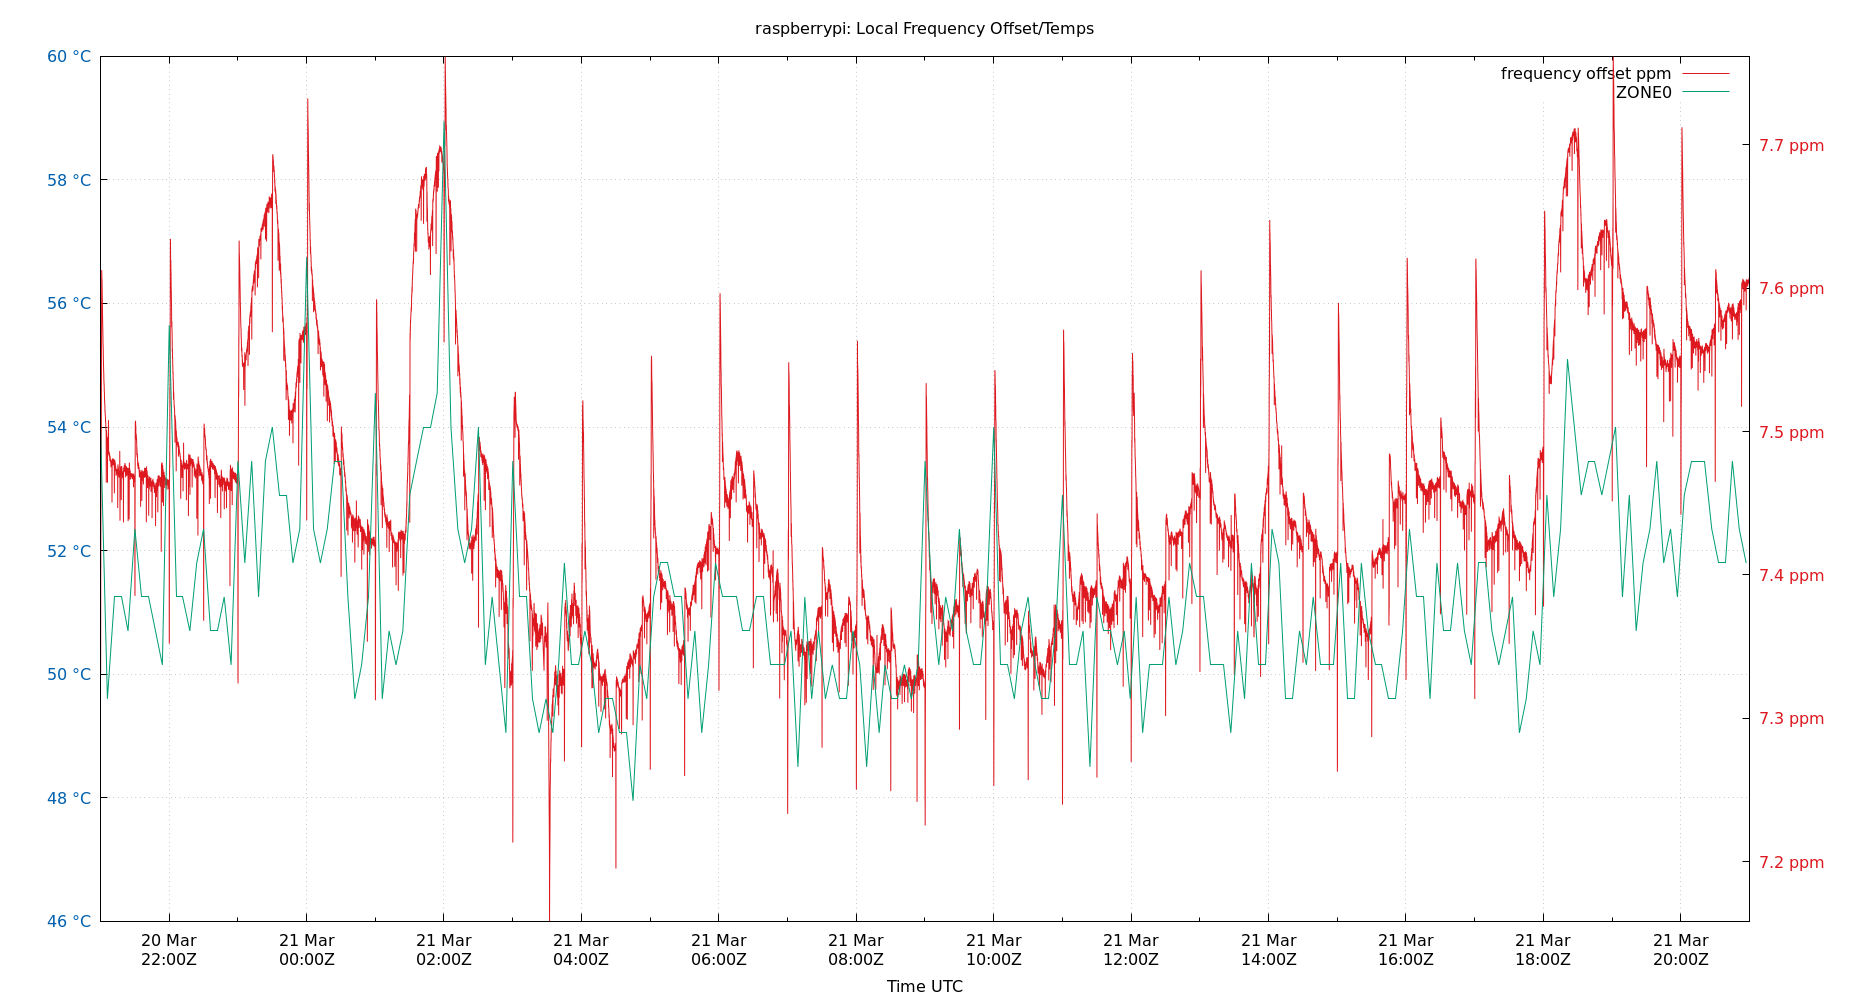 raspberrypi: Local Frequency Offset/Temps
60 °C
58 °C
56 °C
54 °C
52 °C
50 °C
48 °C
46 °C
frequency offset ppm
ZONE0
7.7 ppm
7.6 ppm
7.5 ppm
7.4 ppm
7.3 ppm
7.2 ppm
20 Mar 21 Mar 21 Mar 21 Mar 21 Mar 21 Mar 21 Mar 21 Mar 21 Mar 21 Mar 21 Mar 21 Mar
22:00Z 00:00Z 02:00Z 04:00Z 06:00Z 08:00Z 10:00Z 12:00Z 14:00Z 16:00Z 18:00Z 20:00Z
Time UTC